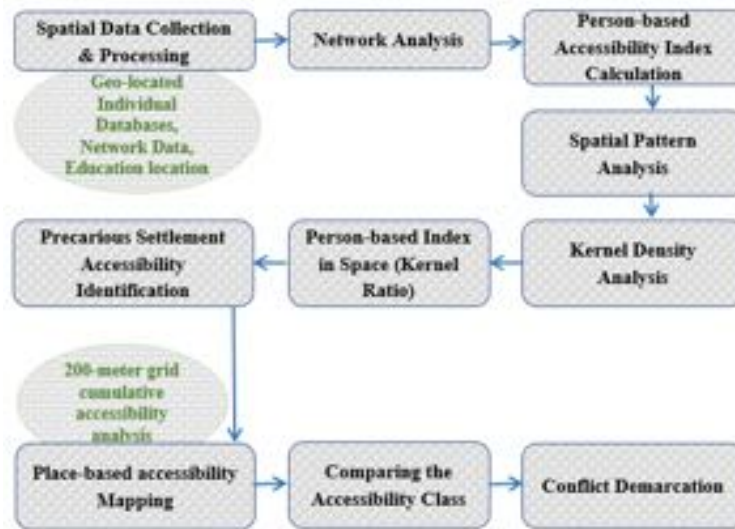 Spatial Data Collection
& Processing
Geo-located
Individual
Databases,
Network Data,
Education location
Network Analysis
Person-based
Accessibility Index
Calculation
Spatial Pattern
Analysis
Kernel Density
Analysis
Person-based Index
in Space (Kernel
Ratio)
Precarious Settlement
Accessibility
Identification
200-meter grid
cumulative
accessibility
analysis
Place-based accessibility
Mapping
Comparing the
Accessibility Class
Conflict Demarcation